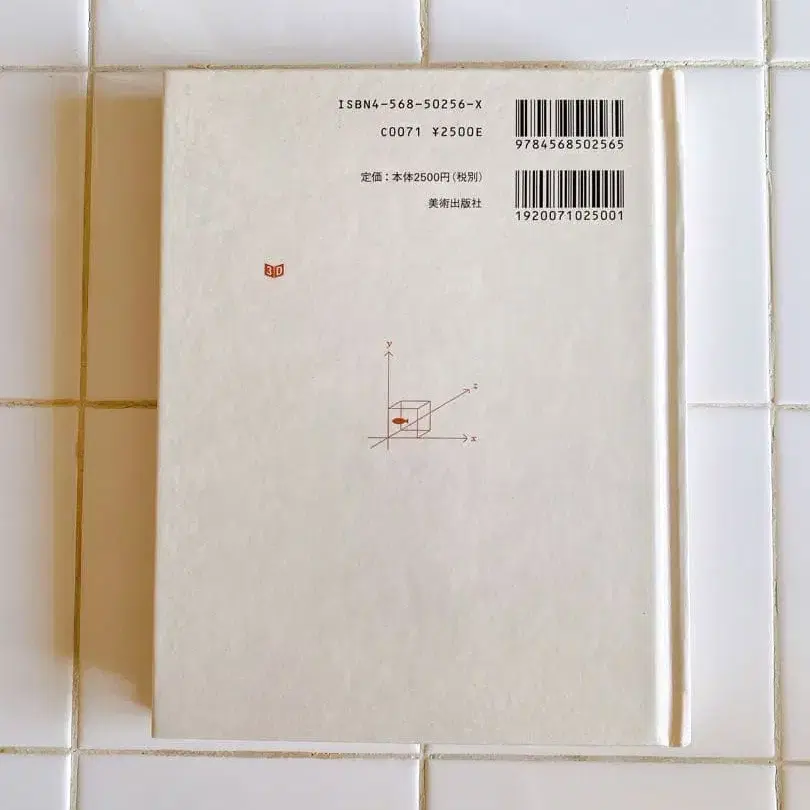 ISBN4-568-50256-X
C0071 ¥2500E
9784568502565
定価：本体2500円(税別)
美術出版社
1920071025001
3D
y
z
x